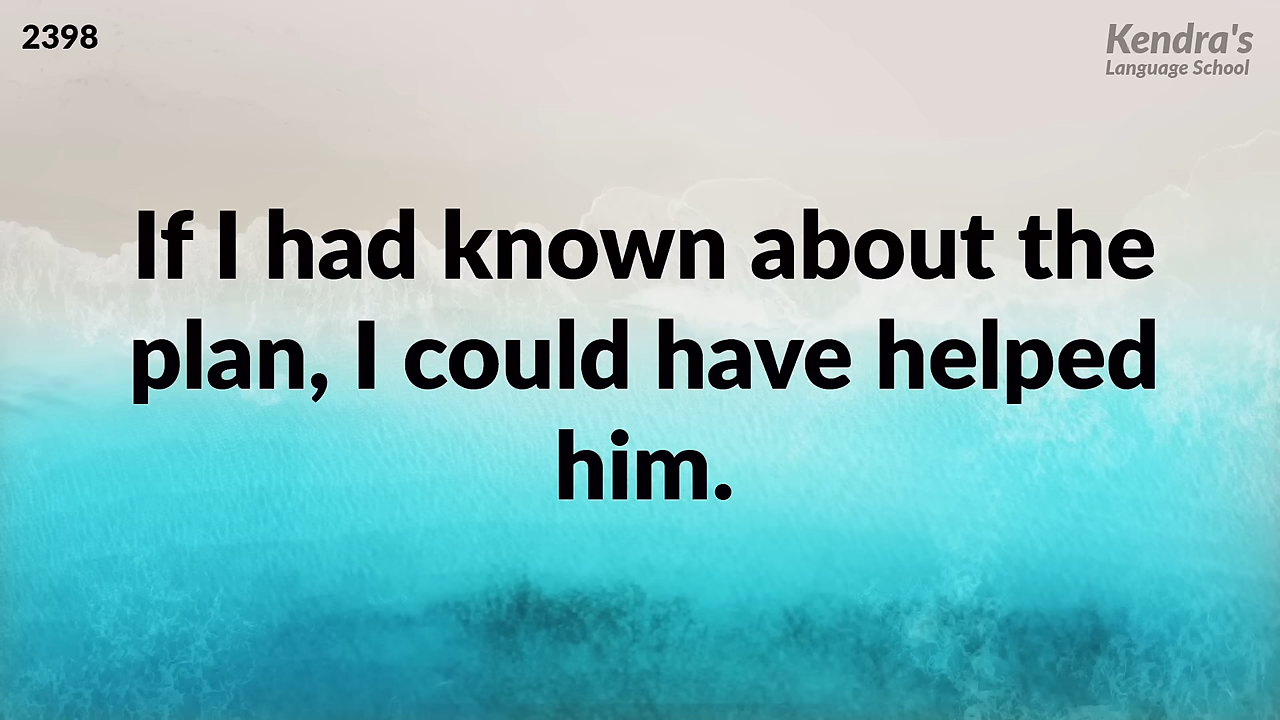 2398
Kendra's
Language School
If I had known about the
plan, I could have helped
him.